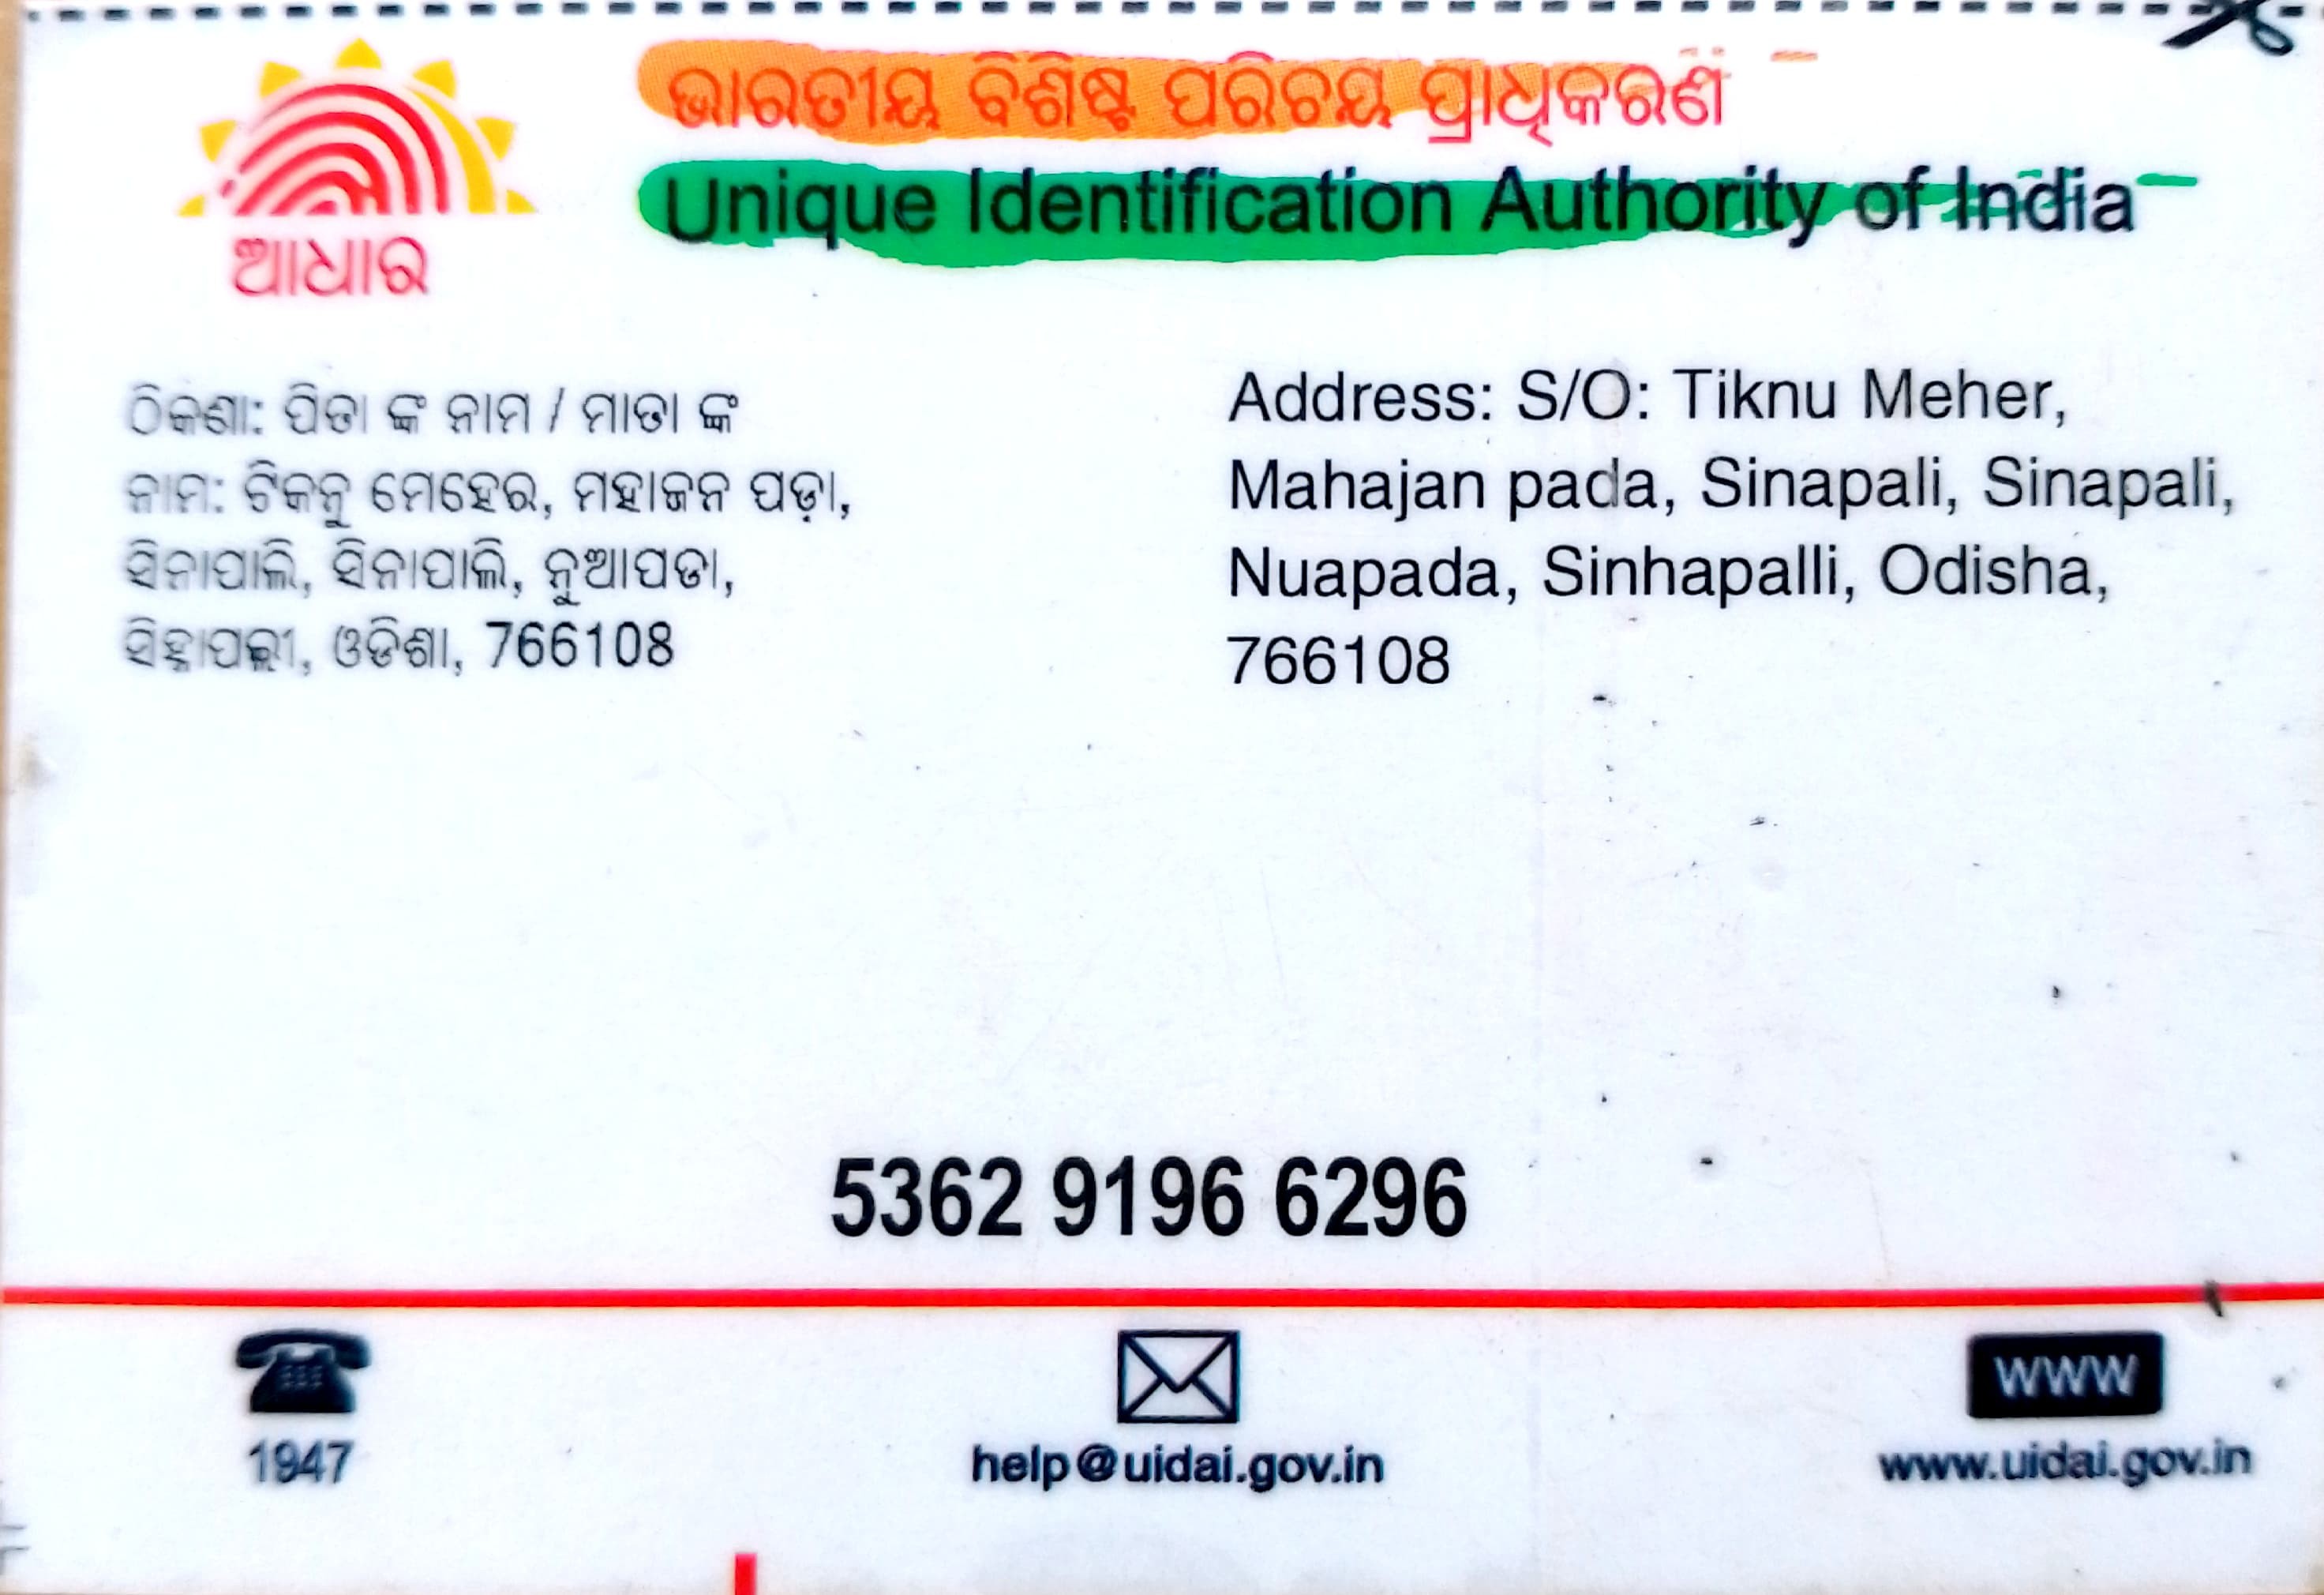 ଭାରତୀୟ ବିଶିଷ୍ଟ ପରିଚୟ ପ୍ରାଧିକରଣ
Unique Identification Authority of India
ଆଧାର
ଠିକଣା: ପିତା ଙ୍କ ନାମ / ମାତା ଙ୍କ
ନାମ: ଟିକନୁ ମେହେର, ମହାଜନ ପଡ଼ା,
ସିନାପାଲି, ସିନାପାଲି, ନୁଆପଡା,
ସିହ୍ନାପଲ୍ଲୀ, ଓଡିଶା, 766108
Address: S/O: Tiknu Meher,
Mahajan pada, Sinapali, Sinapali,
Nuapada, Sinhapalli, Odisha,
766108
5362 9196 6296
WWW
1947
help@uidai.gov.in
www.uidai.gov.in